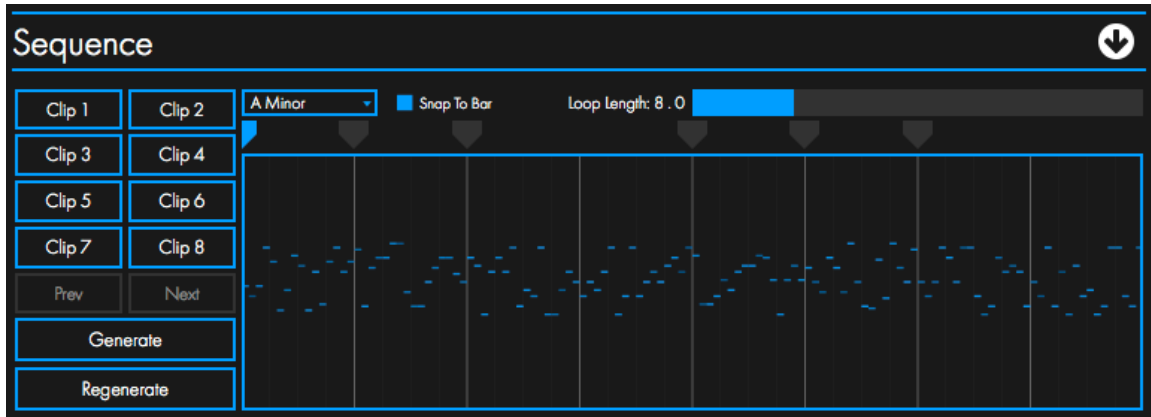 Sequence
Clip 1 Clip 2 A Minor Snap To Bar Loop Length: 8 . 0
Clip 3 Clip 4
Clip 5 Clip 6
Clip 7 Clip 8
Prev Next
Generate
Regenerate